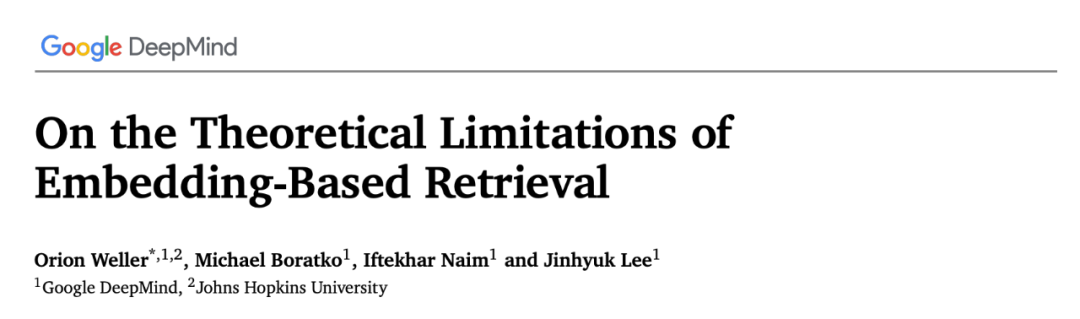 Google DeepMind
On the Theoretical Limitations of
Embedding-Based Retrieval
Orion Weller*,1,2, Michael Boratko1, Iftekhar Naim1 and Jinhyuk Lee1
1Google DeepMind, 2Johns Hopkins University